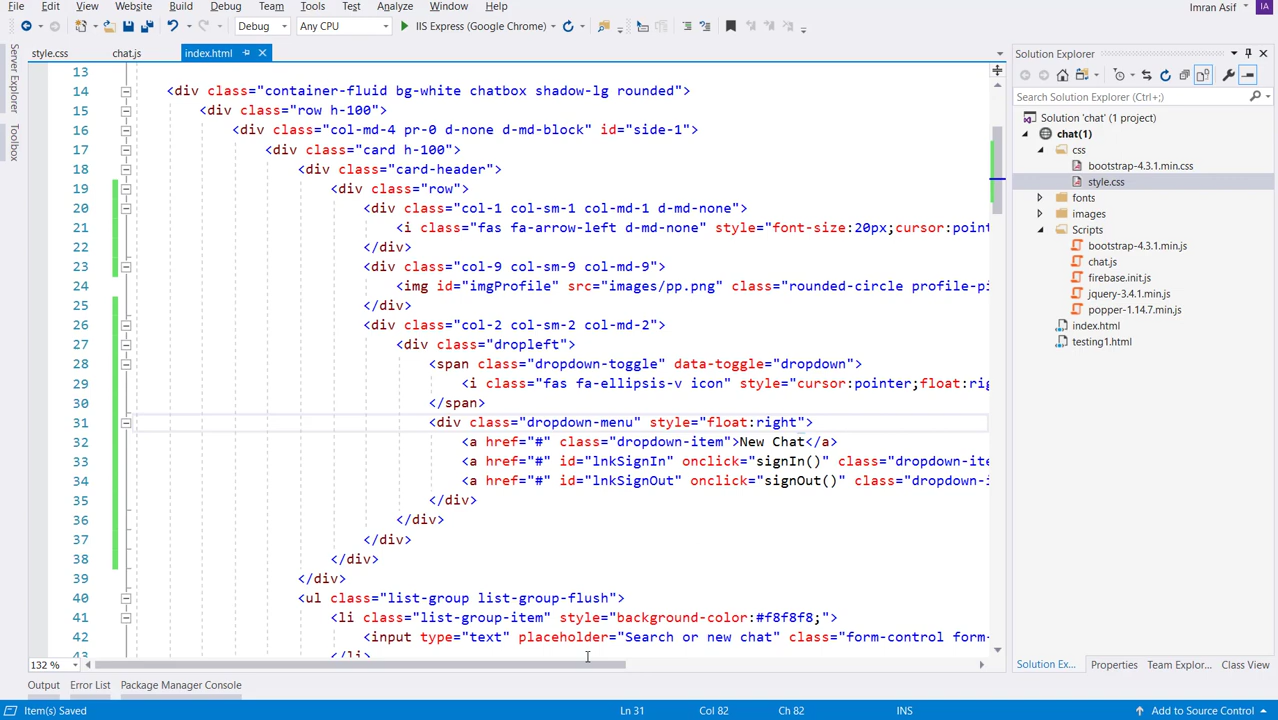 File Edit View Website Build Debug Team Tools Test Analyze Window Help
Imran Asif IA
Debug Any CPU IIS Express (Google Chrome)
style.css chat.js index.html
Server Explorer
Toolbox
13
14 <div class="container-fluid bg-white chatbox shadow-lg rounded">
15 <div class="row h-100">
16 <div class="col-md-4 pr-0 d-none d-md-block" id="side-1">
17 <div class="card h-100">
18 <div class="card-header">
19 <div class="row">
20 <div class="col-1 col-sm-1 col-md-1 d-md-none">
21 <i class="fas fa-arrow-left d-md-none" style="font-size:20px;cursor:point
22 </div>
23 <div class="col-9 col-sm-9 col-md-9">
24 <img id="imgProfile" src="images/pp.png" class="rounded-circle profile-pi
25 </div>
26 <div class="col-2 col-sm-2 col-md-2">
27 <div class="dropleft">
28 <span class="dropdown-toggle" data-toggle="dropdown">
29 <i class="fas fa-ellipsis-v icon" style="cursor:pointer;float:rig
30 </span>
31 <div class="dropdown-menu" style="float:right">
32 <a href="#" class="dropdown-item">New Chat</a>
33 <a href="#" id="lnkSignIn" onclick="signIn()" class="dropdown-ite
34 <a href="#" id="lnkSignOut" onclick="signOut()" class="dropdown-i
35 </div>
36 </div>
37 </div>
38 </div>
39 </div>
40 <ul class="list-group list-group-flush">
41 <li class="list-group-item" style="background-color:#f8f8f8;">
42 <input type="text" placeholder="Search or new chat" class="form-control form-
43 </li>
132 %
Solution Explorer
Search Solution Explorer (Ctrl+;)
Solution 'chat' (1 project)
chat(1)
css
bootstrap-4.3.1.min.css
style.css
fonts
images
Scripts
bootstrap-4.3.1.min.js
chat.js
firebase.init.js
jquery-3.4.1.min.js
popper-1.14.7.min.js
index.html
testing1.html
Solution Ex... Properties Team Explor... Class View
Output Error List Package Manager Console
Item(s) Saved Ln 31 Col 82 Ch 82 INS Add to Source Control